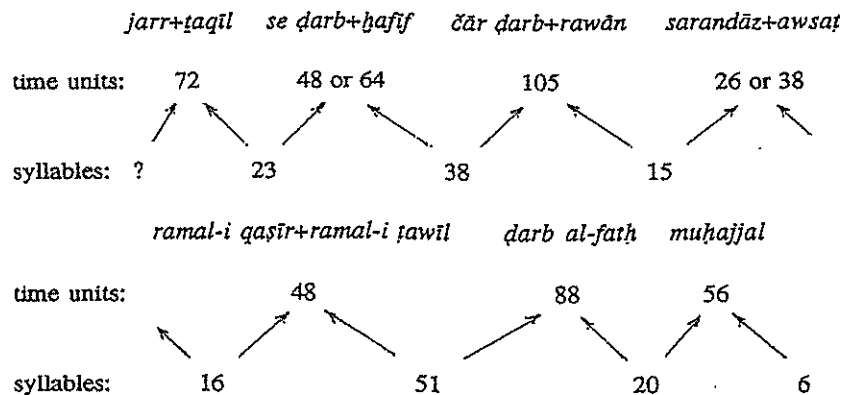 jarr+ṯaqīl se ḍarb+ḫafīf čār ḍarb+rawān sarandāz+awsaṭ
time units: 72 48 or 64 105 26 or 38
syllables: ? 23 38 15
ramal-i qaṣīr+ramal-i ṭawīl ḍarb al-fatḥ muḥajjal
time units: 48 88 56
syllables: 16 51 20 6